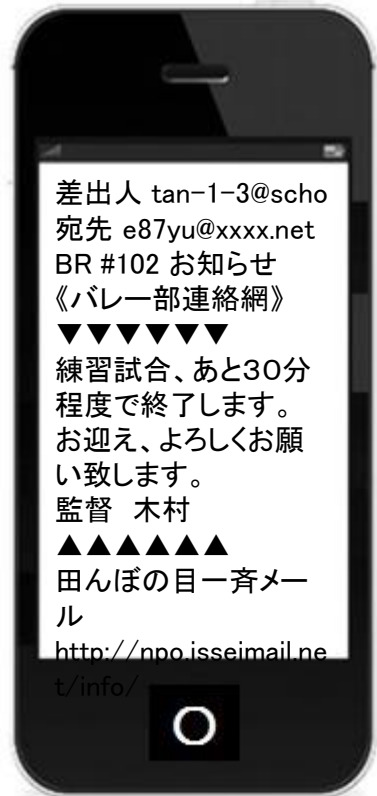 差出人 tan-1-3@scho
宛先 e87yu@xxxx.net
BR #102 お知らせ
《バレー部連絡網》
▼▼▼▼▼▼
練習試合、あと３０分
程度で終了します。
お迎え、よろしくお願
い致します。
監督　木村
▲▲▲▲▲▲
田んぼの目一斉メー
ル
http://npo.isseimail.ne
t/info/